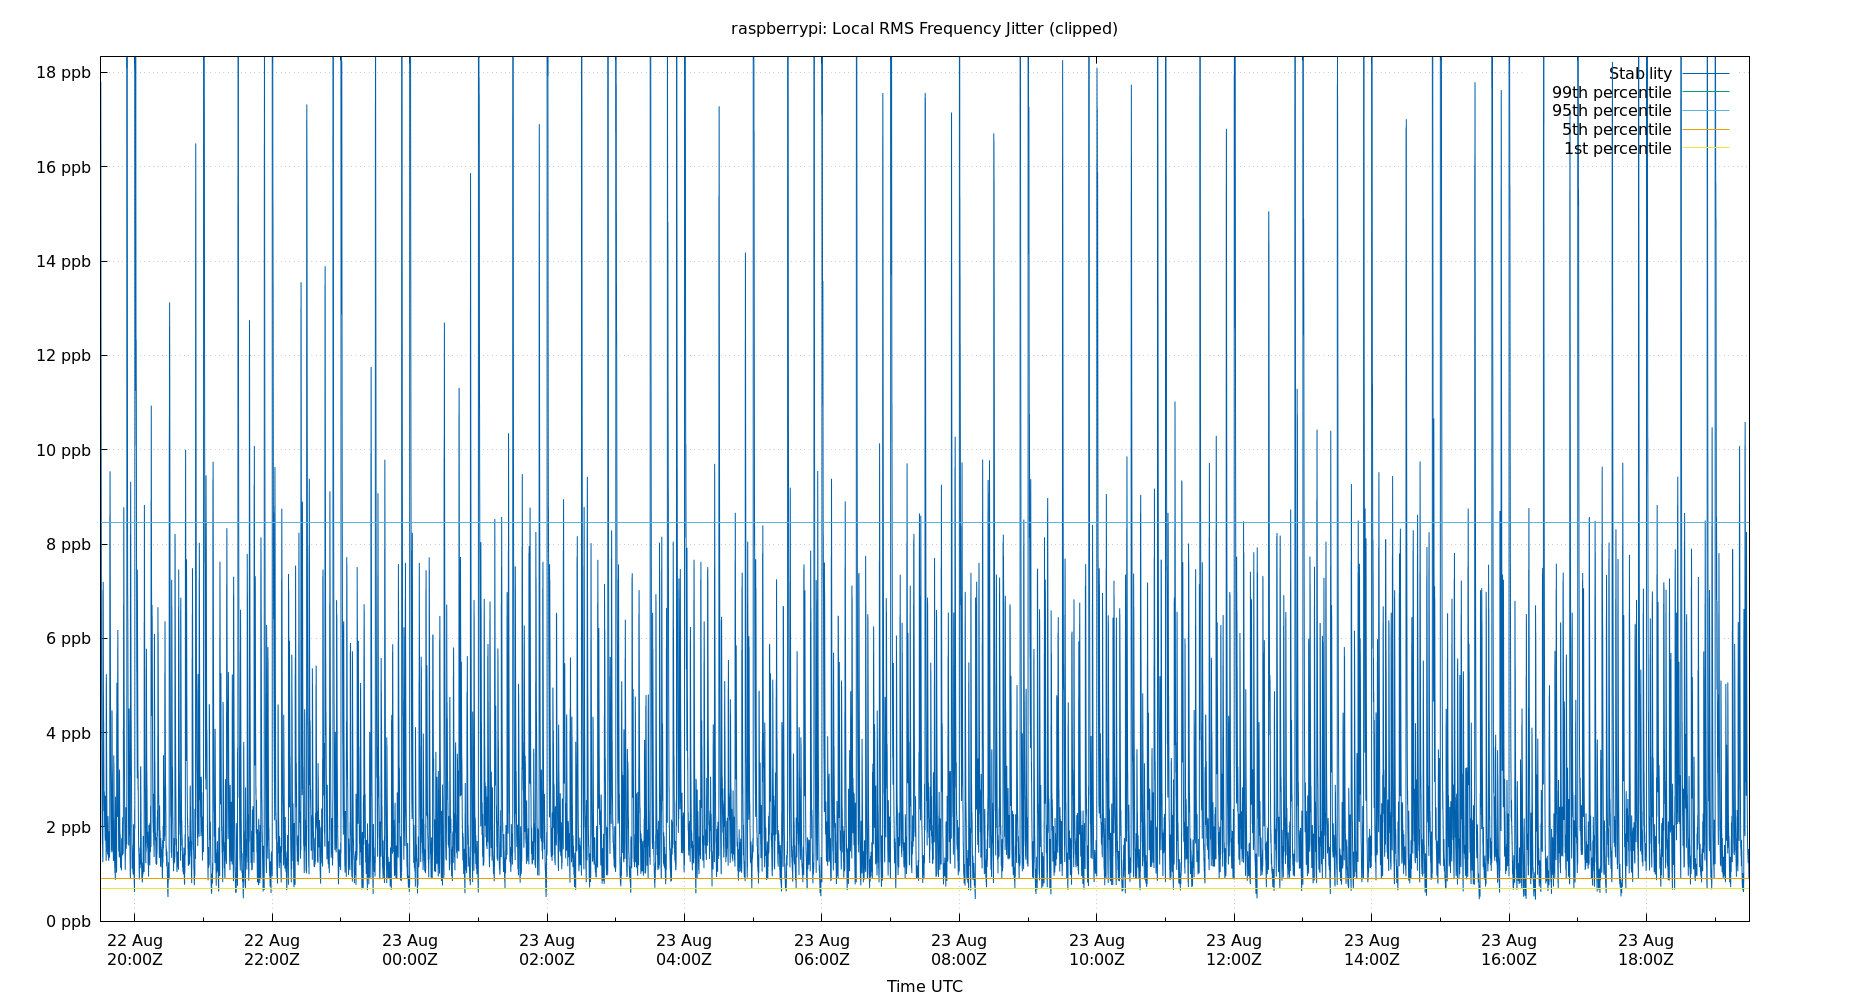 raspberrypi: Local RMS Frequency Jitter (clipped)
18 ppb
16 ppb
14 ppb
12 ppb
10 ppb
8 ppb
6 ppb
4 ppb
2 ppb
0 ppb
Stability
99th percentile
95th percentile
5th percentile
1st percentile
22 Aug 22 Aug 23 Aug 23 Aug 23 Aug 23 Aug 23 Aug 23 Aug 23 Aug 23 Aug 23 Aug 23 Aug
20:00Z 22:00Z 00:00Z 02:00Z 04:00Z 06:00Z 08:00Z 10:00Z 12:00Z 14:00Z 16:00Z 18:00Z
Time UTC